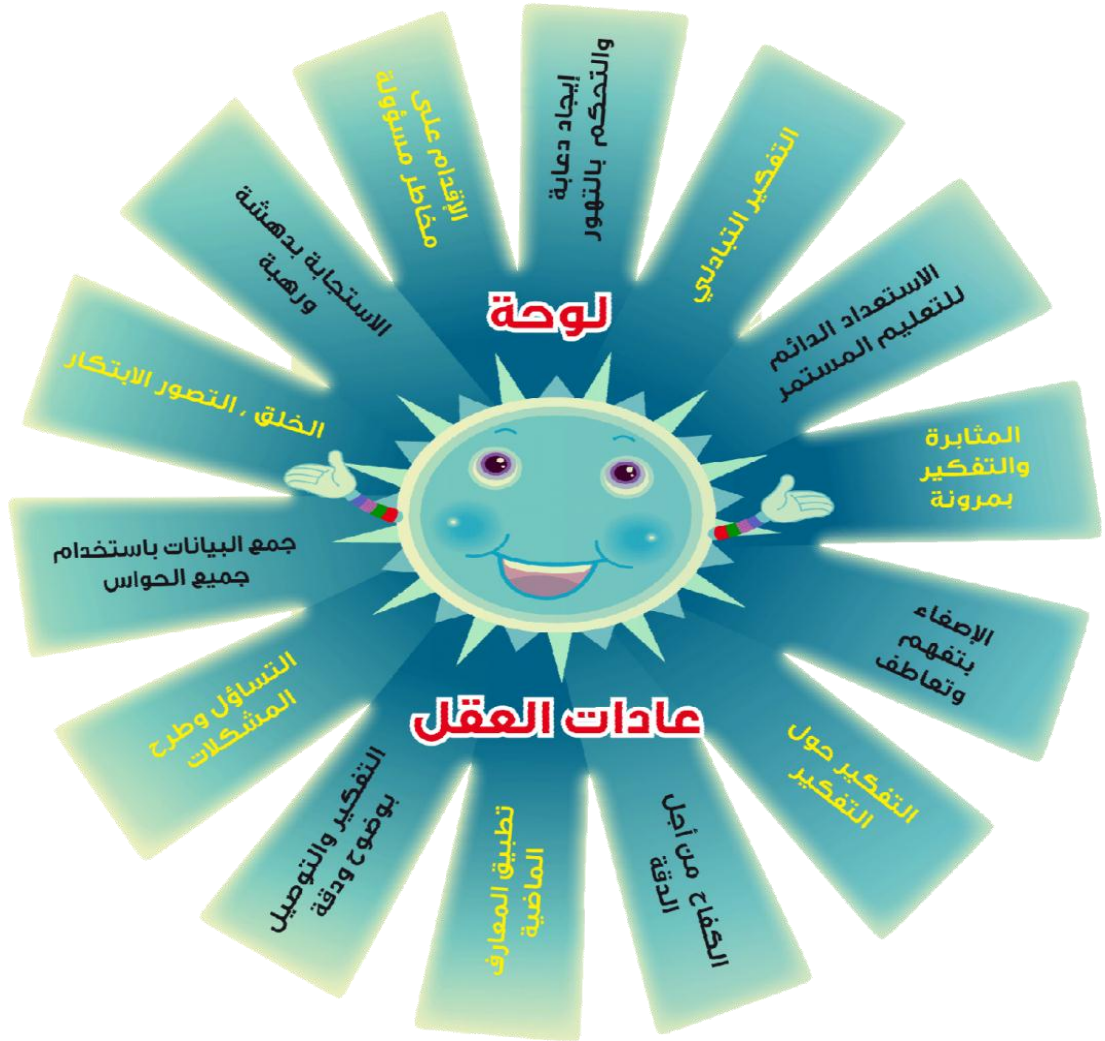 لوحة
عادات العقل
إيجاد دعابة
والتحكم بالتهور
التفكير التبادلي
الاستعداد الدائم
للتعليم المستمر
المثابرة
والتفكير
بمرونة
الإصغاء
بتفهم
وتعاطف
التفكير حول
التفكير
الكفاح من أجل
الدقة
تطبيق المعارف
الماضية
التفكير والتوصيل
بوضوح ودقة
التساؤل وطرح
المشكلات
جمع البيانات باستخدام
جميع الحواس
الخلق ، التصور الابتكار
الاستجابة بدهشة
ورهبة
الإقدام على
مخاطر مسؤولة